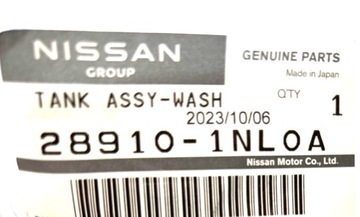 NISSAN
GROUP
GENUINE PARTS
Made in Japan
TANK ASSY-WASH
2023/10/06
Q'TY 1
28910-1NL0A
Nissan Motor Co., Ltd.